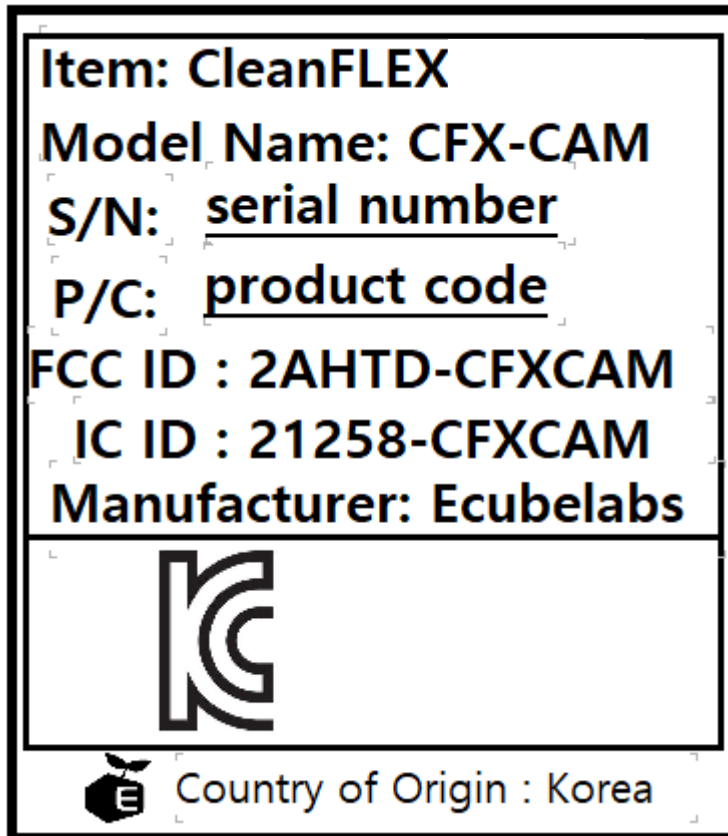 Item: CleanFLEX
Model Name: CFX-CAM
S/N: serial number
P/C: product code
FCC ID : 2AHTD-CFXCAM
IC ID : 21258-CFXCAM
Manufacturer: Ecubelabs
KC
E Country of Origin : Korea